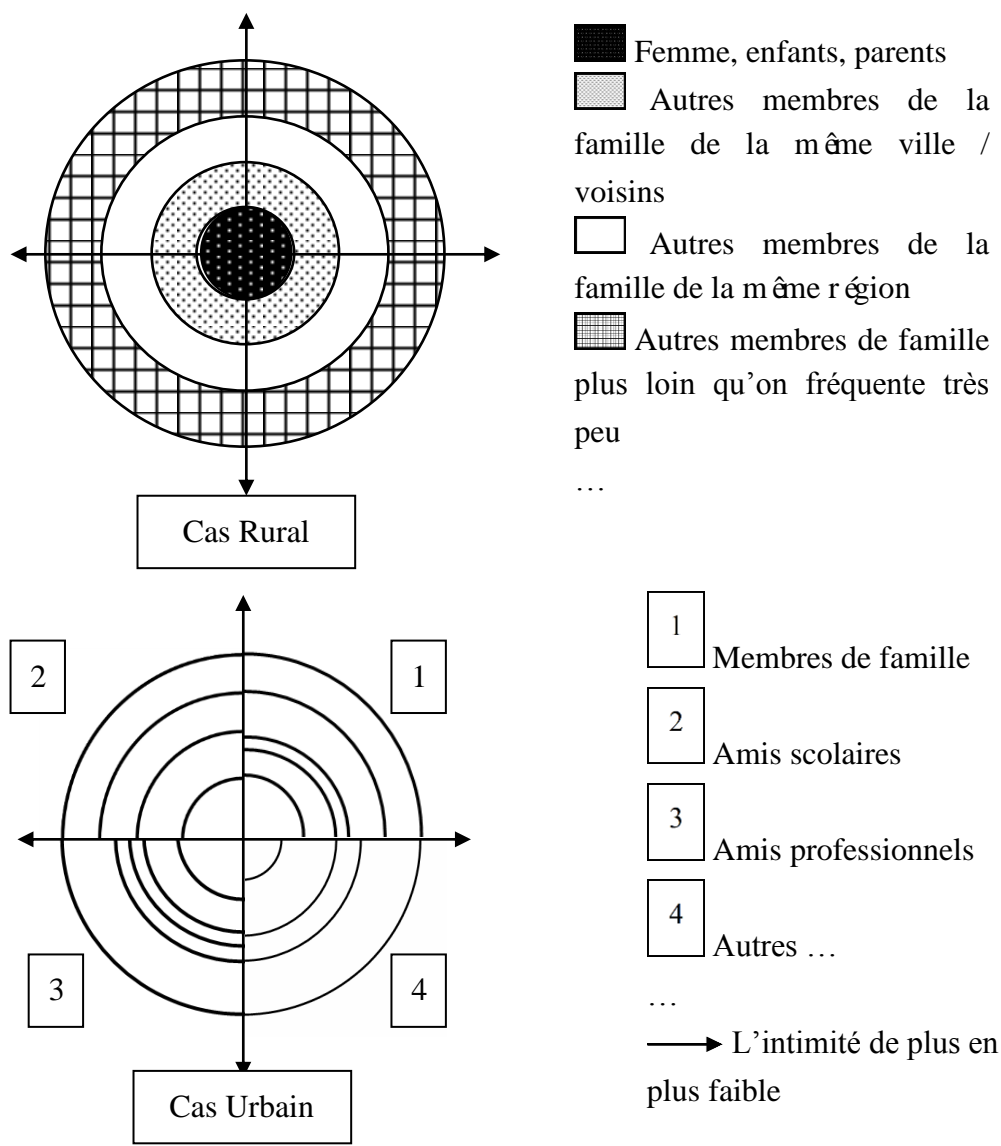 Femme, enfants, parents
Autres membres de la
famille de la même ville /
voisins
Autres membres de la
famille de la même région
Autres membres de famille
plus loin qu’on fréquente très
peu
…
Cas Rural
2
1
3
4
Cas Urbain
1
Membres de famille
2
Amis scolaires
3
Amis professionnels
4
Autres …
…
L’intimité de plus en
plus faible